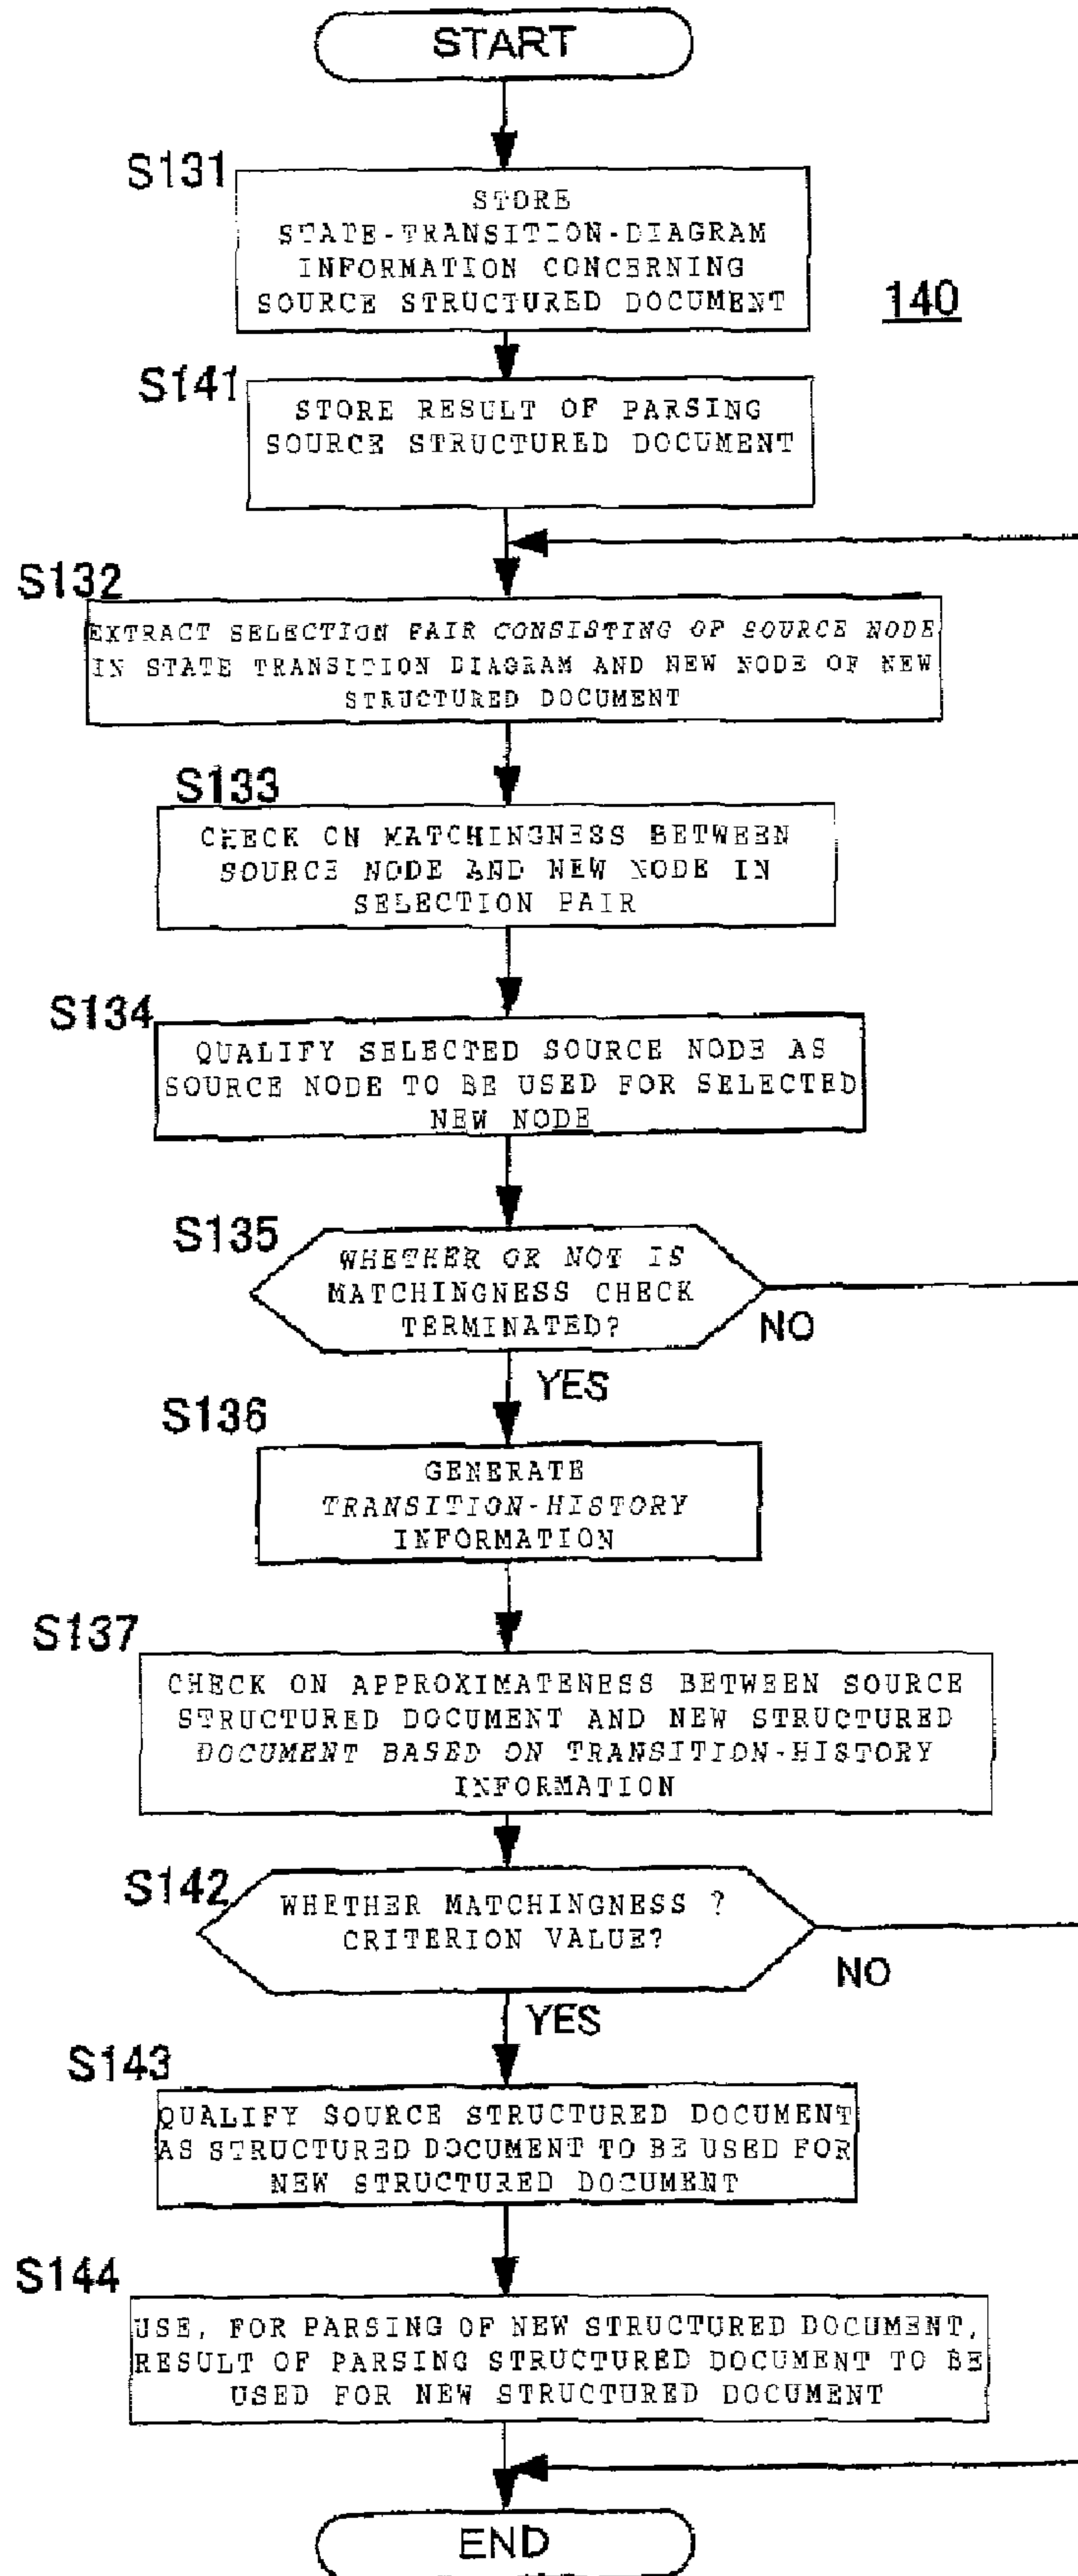 START
S131
STORE
STATE-TRANSITION-DIAGRAM
INFORMATION CONCERNING
SOURCE STRUCTURED DOCUMENT
140
S141
STORE RESULT OF PARSING
SOURCE STRUCTURED DOCUMENT
S132
EXTRACT SELECTION PAIR CONSISTING OF SOURCE NODE
IN STATE TRANSITION DIAGRAM AND NEW NODE OF NEW
STRUCTURED DOCUMENT
S133
CHECK ON MATCHINGNESS BETWEEN
SOURCE NODE AND NEW NODE IN
SELECTION PAIR
S134
QUALIFY SELECTED SOURCE NODE AS
SOURCE NODE TO BE USED FOR SELECTED
NEW NODE
S135
WHETHER OR NOT IS
MATCHINGNESS CHECK
TERMINATED?
NO
YES
S136
GENERATE
TRANSITION-HISTORY
INFORMATION
S137
CHECK ON APPROXIMATENESS BETWEEN SOURCE
STRUCTURED DOCUMENT AND NEW STRUCTURED
DOCUMENT BASED ON TRANSITION-HISTORY
INFORMATION
S142
WHETHER MATCHINGNESS ?
CRITERION VALUE?
NO
YES
S143
QUALIFY SOURCE STRUCTURED DOCUMENT
AS STRUCTURED DOCUMENT TO BE USED FOR
NEW STRUCTURED DOCUMENT
S144
USE, FOR PARSING OF NEW STRUCTURED DOCUMENT,
RESULT OF PARSING STRUCTURED DOCUMENT TO BE
USED FOR NEW STRUCTURED DOCUMENT
END